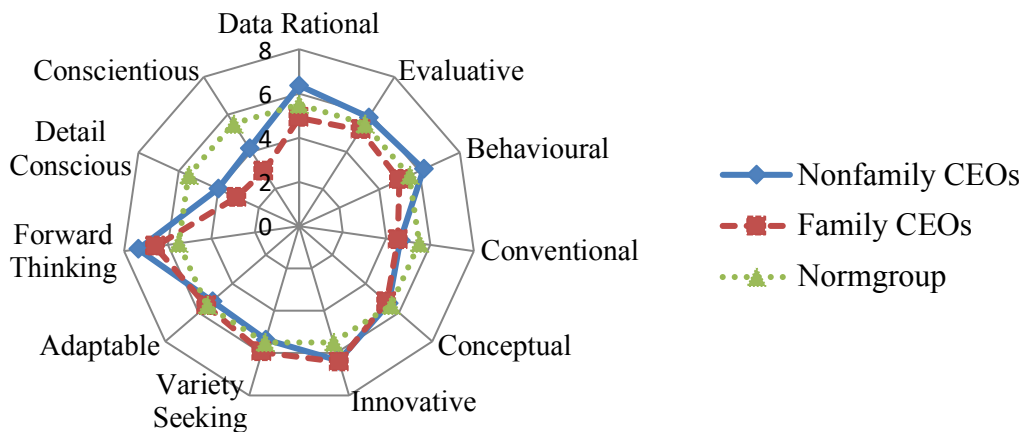 Data Rational
Evaluative
Behavioural
Conventional
Conceptual
Innovative
Variety
Seeking
Adaptable
Forward
Thinking
Detail
Conscious
Conscientious
8
6
4
2
0
Nonfamily CEOs
Family CEOs
Normgroup